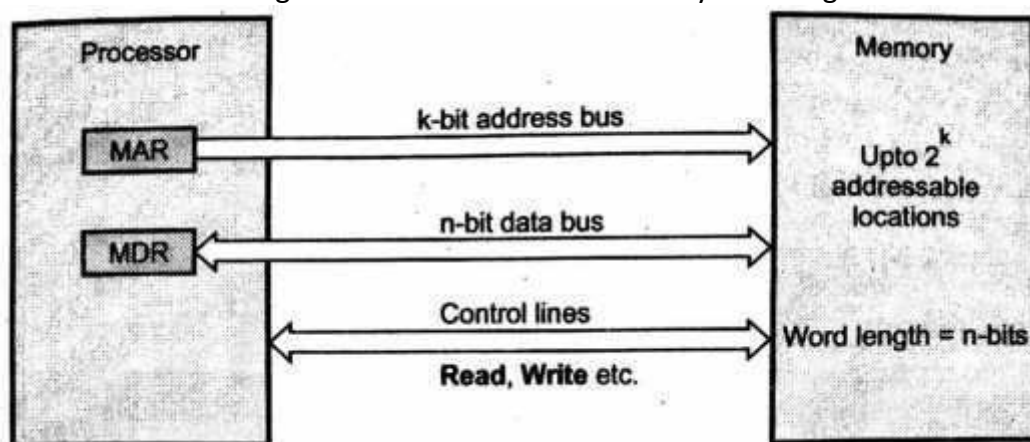 Processor
Memory
MAR
k-bit address bus
Upto 2^k
addressable
locations
MDR
n-bit data bus
Control lines
Word length = n-bits
Read, Write etc.